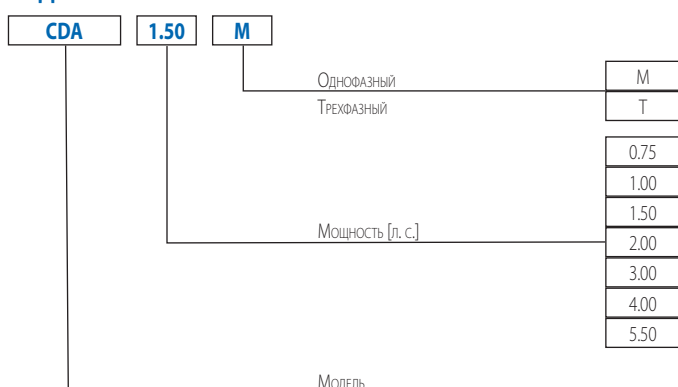 CDA 1.50 M
Однофазный M
Трехфазный T
0.75
1.00
1.50
Мощность [л. с.]
2.00
3.00
4.00
5.50
Модель